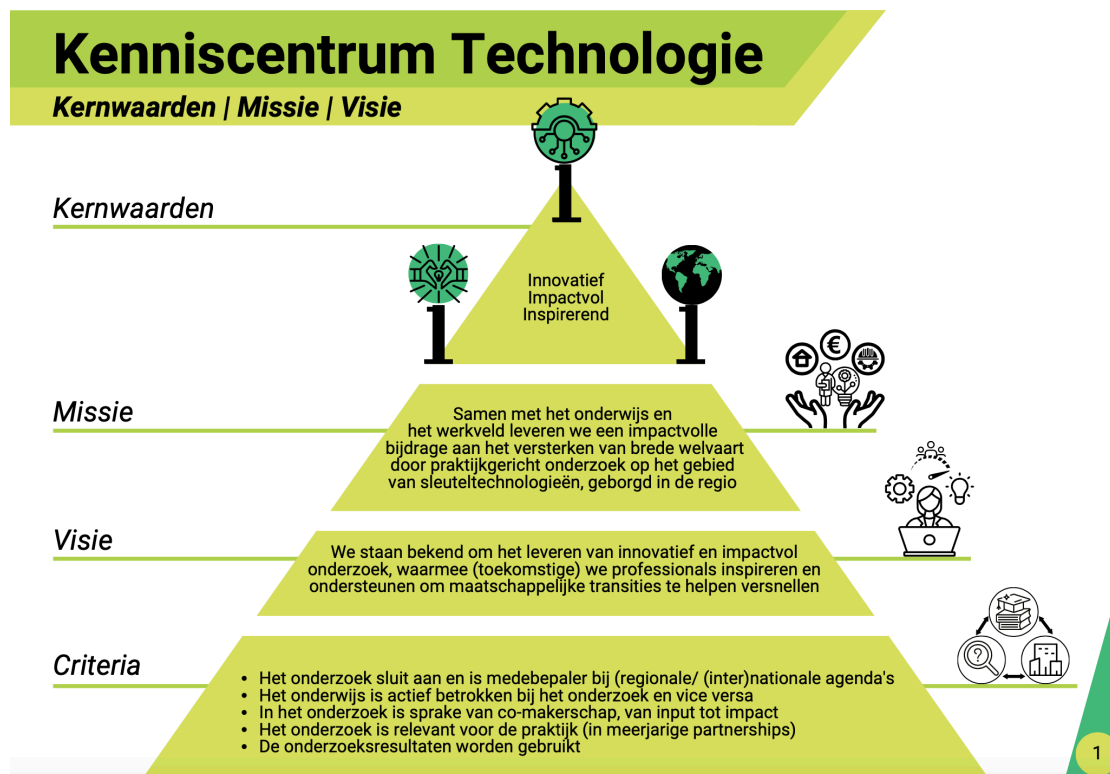 Kenniscentrum Technologie
Kernwaarden | Missie | Visie
Kernwaarden
Innovatief
Impactvol
Inspirerend
Missie
Samen met het onderwijs en
het werkveld leveren we een impactvolle
bijdrage aan het versterken van brede welvaart
door praktijkgericht onderzoek op het gebied
van sleuteltechnologieën, geborgd in de regio
Visie
We staan bekend om het leveren van innovatief en impactvol
onderzoek, waarmee (toekomstige) we professionals inspireren en
ondersteunen om maatschappelijke transities te helpen versnellen
Criteria
• Het onderzoek sluit aan en is medebepaler bij (regionale/ (inter)nationale agenda's
• Het onderwijs is actief betrokken bij het onderzoek en vice versa
• In het onderzoek is sprake van co-makerschap, van input tot impact
• Het onderzoek is relevant voor de praktijk (in meerjarige partnerships)
• De onderzoeksresultaten worden gebruikt
1